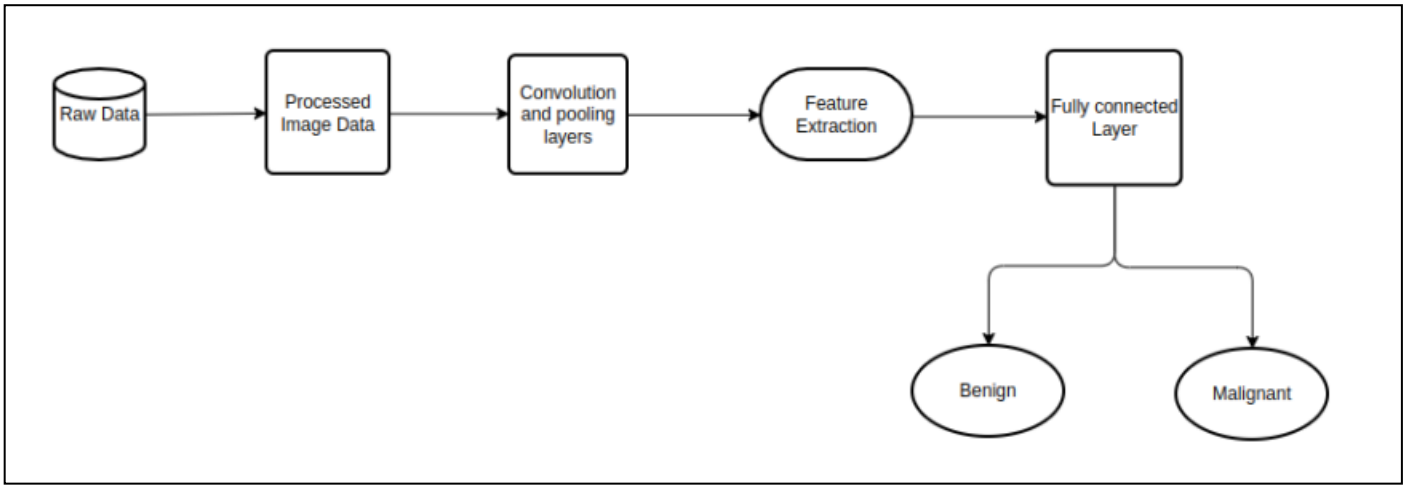 Raw Data
Processed
Image Data
Convolution
and pooling
layers
Feature
Extraction
Fully connected
Layer
Benign
Malignant